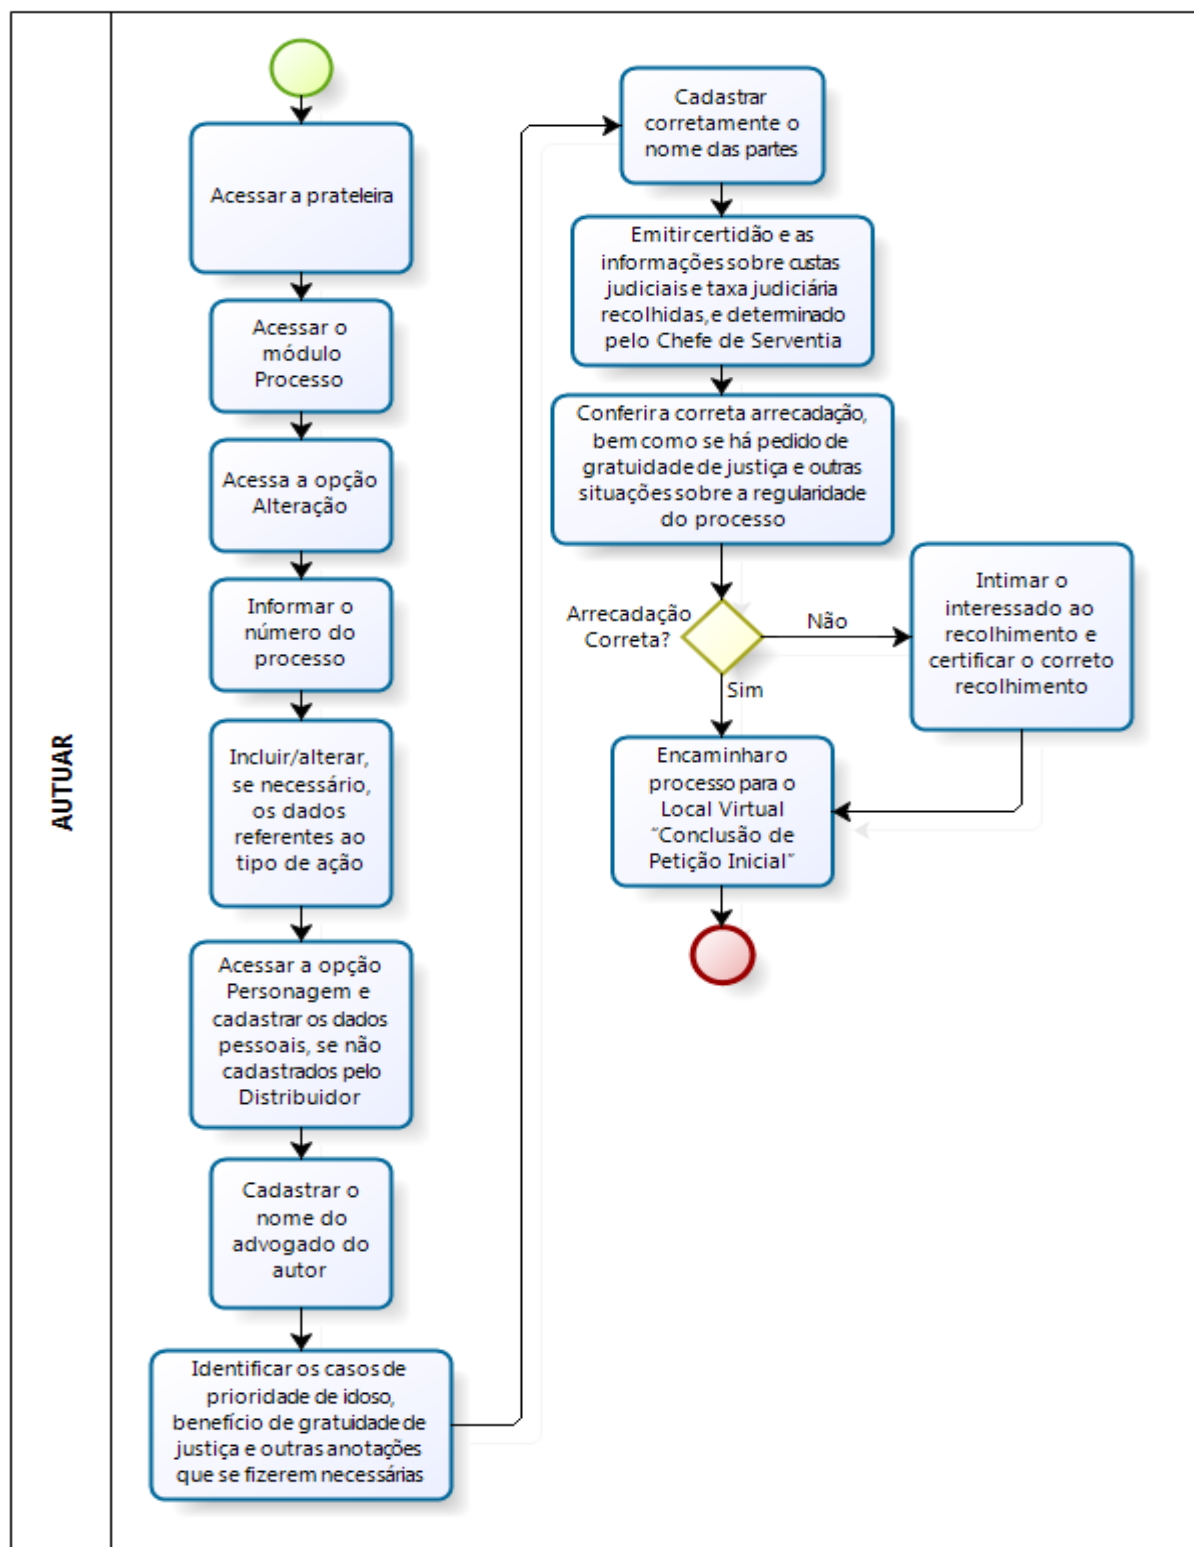 AUTUAR
Acessar a prateleira
Acessar o
módulo
Processo
Acessa a opção
Alteração
Informar o
número do
processo
Incluir/alterar,
se necessário,
os dados
referentes ao
tipo de ação
Acessar a opção
Personagem e
cadastrar os dados
pessoais, se não
cadastrados pelo
Distribuidor
Cadastrar o
nome do
advogado do
autor
Identificar os casos de
prioridade de idoso,
benefício de gratuidade de
justiça e outras anotações
que se fizerem necessárias
Cadastrar
corretamente o
nome das partes
Emitir certidão e as
informações sobre custas
judiciais e taxa judiciária
recolhidas, e determinado
pelo Chefe de Serventia
Conferir a correta arrecadação,
bem como se há pedido de
gratuidade de justiça e outras
situações sobre a regularidade
do processo
Arrecadação
Correta?
Não
Sim
Intimar o
interessado ao
recolhimento e
certificar o correto
recolhimento
Encaminhar o
processo para o
Local Virtual
“Conclusão de
Petição Inicial”